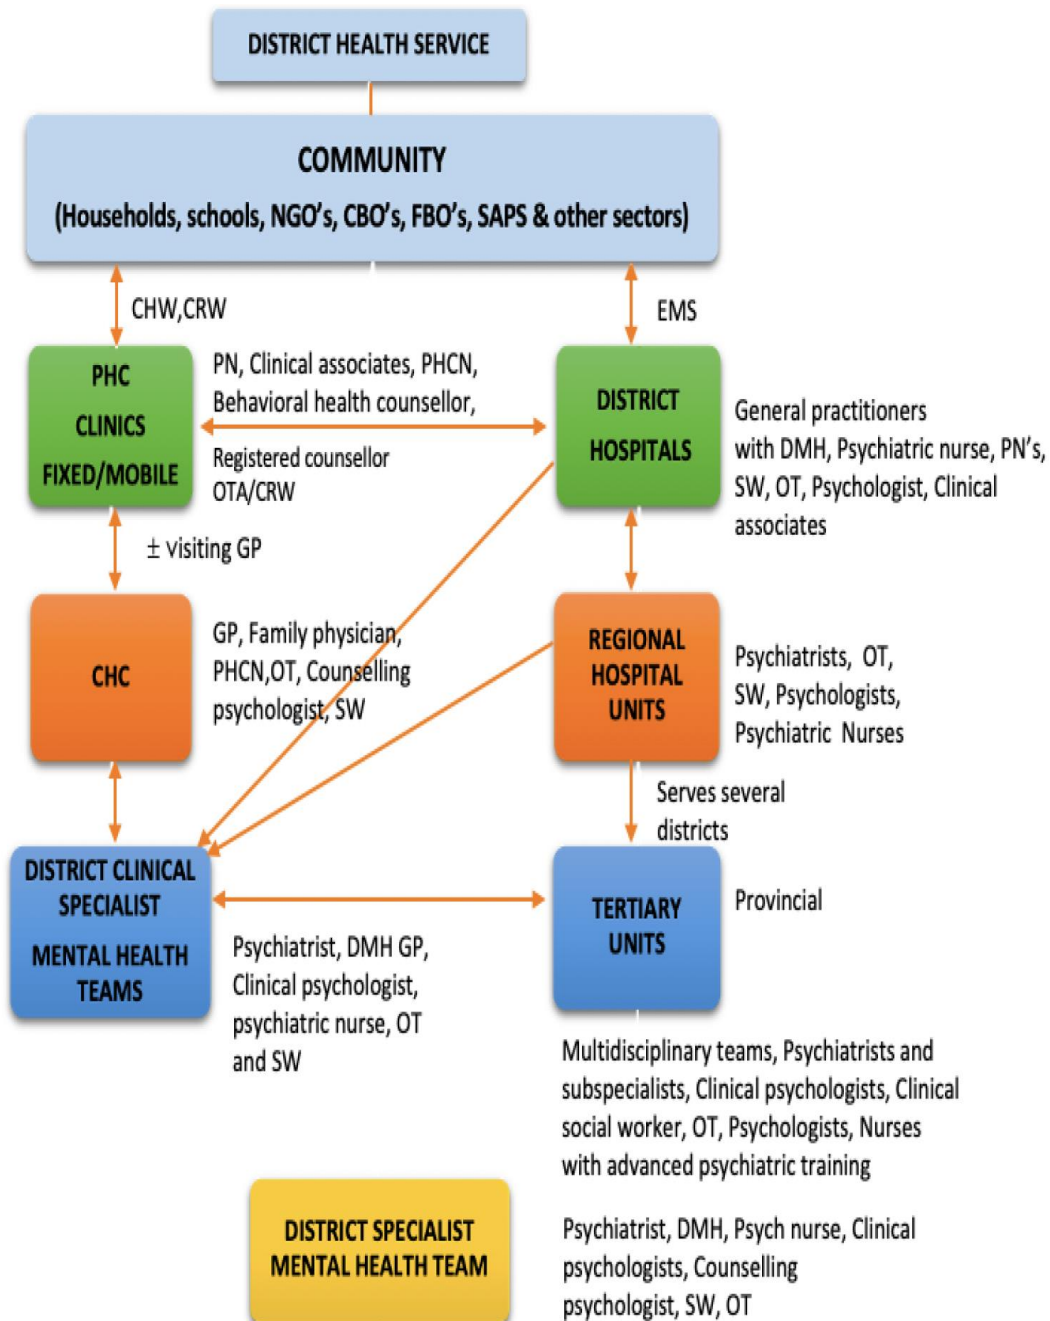 DISTRICT HEALTH SERVICE
COMMUNITY
(Households, schools, NGO's, CBO's, FBO's, SAPS & other sectors)
CHW,CRW
EMS
PHC
CLINICS
FIXED/MOBILE
PN, Clinical associates, PHCN,
Behavioral health counsellor,
Registered counsellor
OTA/CRW
DISTRICT
HOSPITALS
General practitioners
with DMH, Psychiatric nurse, PN's,
SW, OT, Psychologist, Clinical
associates
± visiting GP
CHC
GP, Family physician,
PHCN,OT, Counselling
psychologist, SW
REGIONAL
HOSPITAL
UNITS
Psychiatrists, OT,
SW, Psychologists,
Psychiatric Nurses
Serves several
districts
DISTRICT CLINICAL
SPECIALIST
MENTAL HEALTH
TEAMS
Psychiatrist, DMH GP,
Clinical psychologist,
psychiatric nurse, OT
and SW
TERTIARY
UNITS
Provincial
Multidisciplinary teams, Psychiatrists and
subspecialists, Clinical psychologists, Clinical
social worker, OT, Psychologists, Nurses
with advanced psychiatric training
DISTRICT SPECIALIST
MENTAL HEALTH TEAM
Psychiatrist, DMH, Psych nurse, Clinical
psychologists, Counselling
psychologist, SW, OT